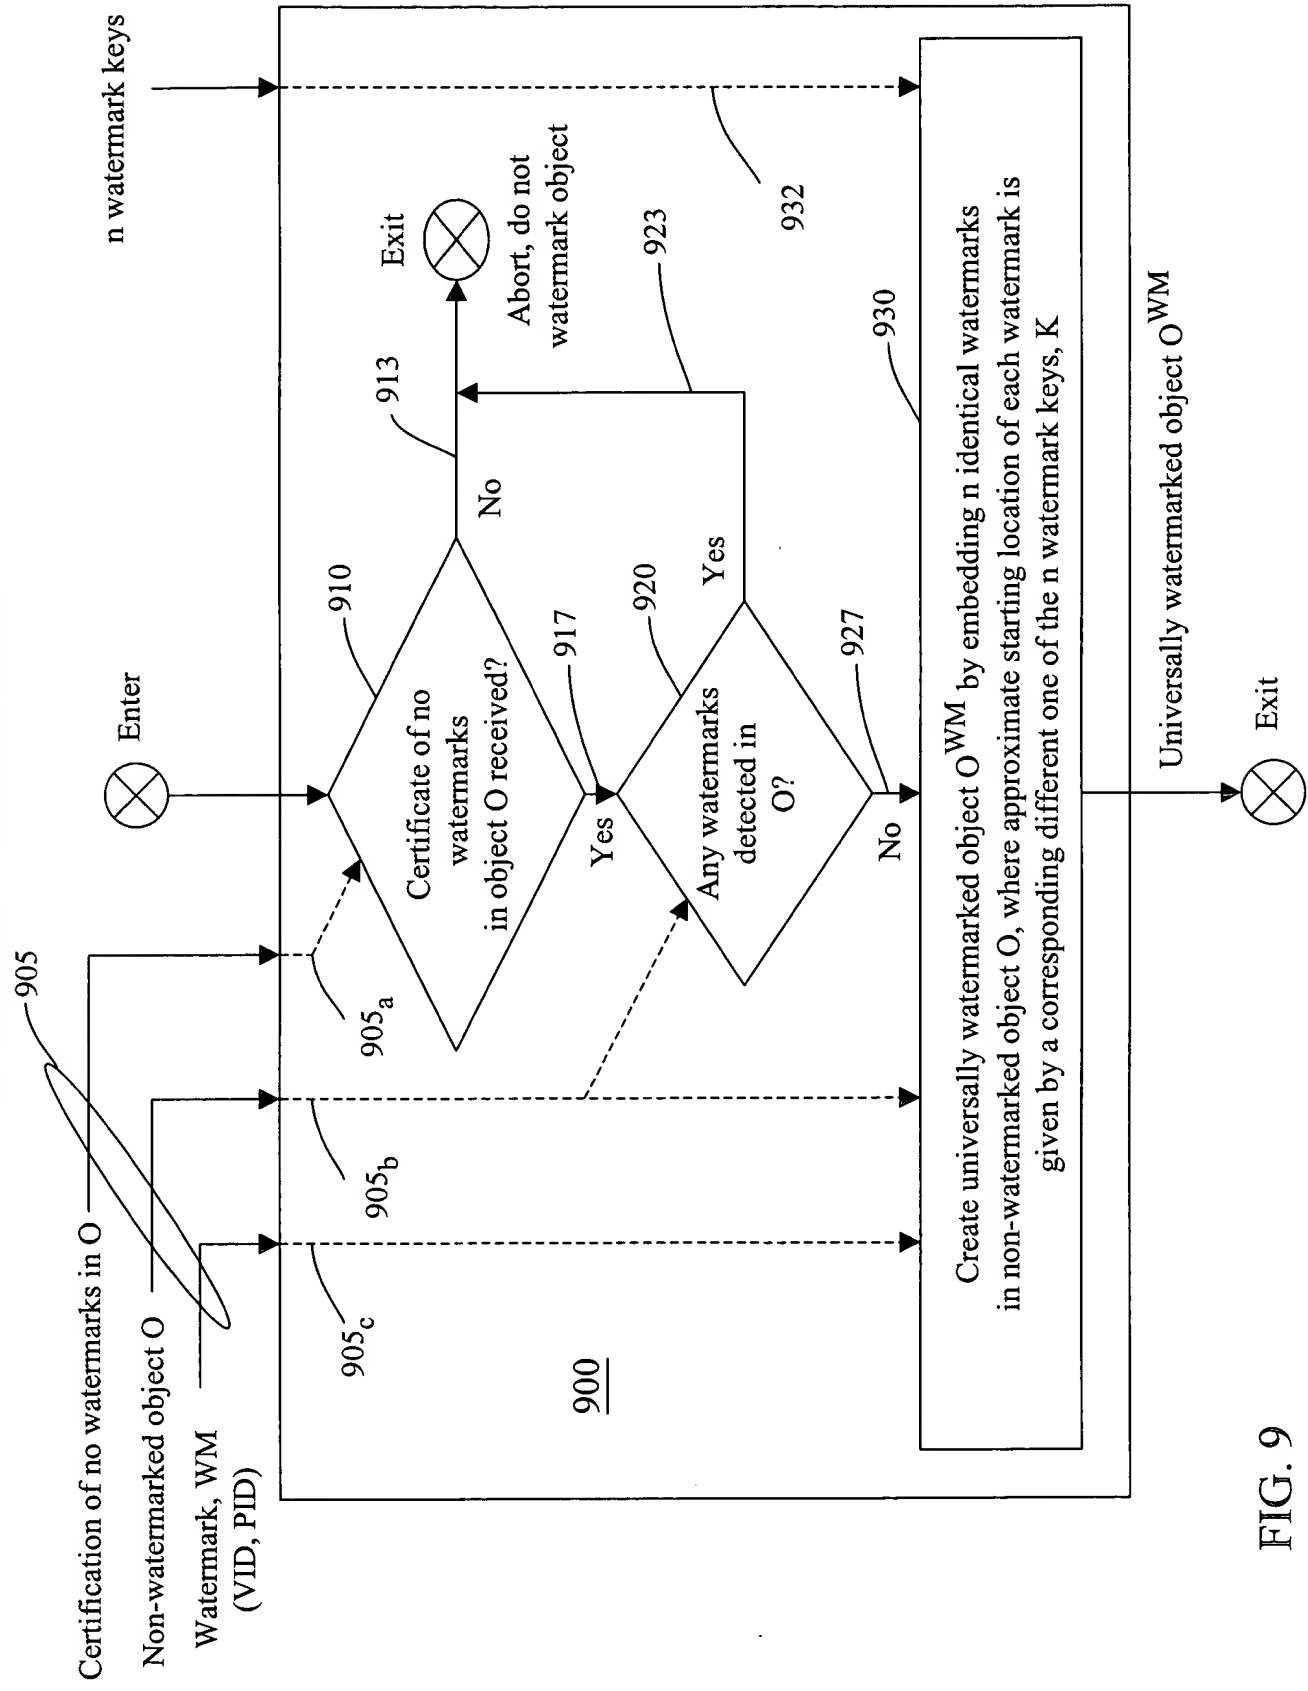 905
Certification of no watermarks in O
Non-watermarked object O
Watermark, WM
(VID, PID)
Enter
n watermark keys
905a
905b
905c
910
Certificate of no
watermarks
in object O received?
No
913
Exit
Abort, do not
watermark object
Yes
917
920
Any watermarks
detected in
O?
Yes
923
932
No
927
930
900
Create universally watermarked object O^WM by embedding n identical watermarks
in non-watermarked object O, where approximate starting location of each watermark is
given by a corresponding different one of the n watermark keys, K
Universally watermarked object O^WM
Exit
FIG. 9